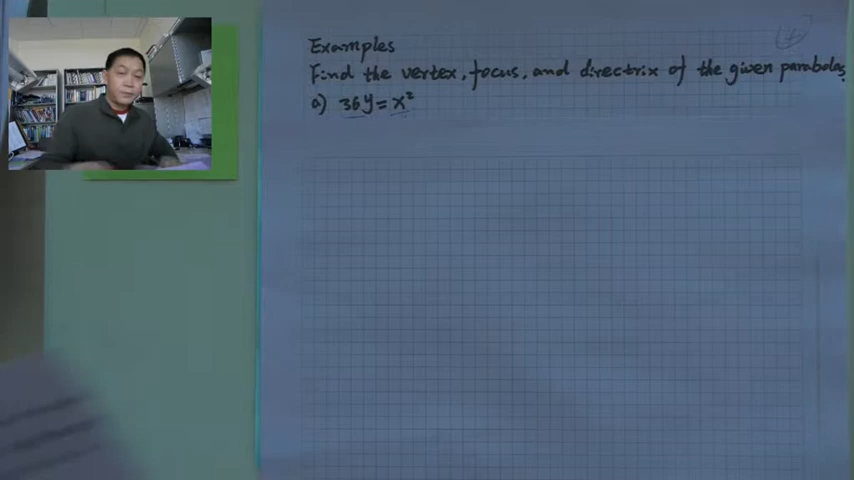 Examples
Find the vertex, focus, and directrix of the given parabolas
a) 36y = x²